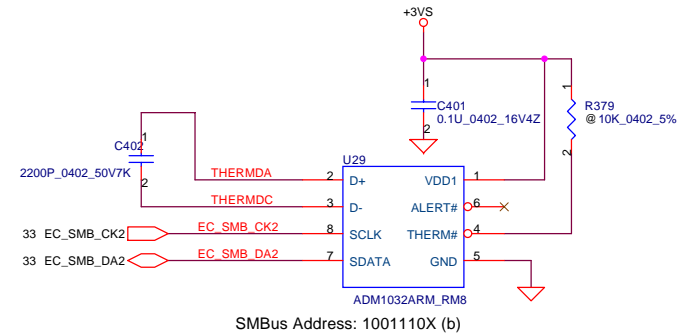 +3VS
1
C401
0.1U_0402_16V4Z
2
1
R379
@10K_0402_5%
2
1
C402
2200P_0402_50V7K
2
U29
THERMDA
2
D+
VDD1
1
THERMDC
3
D-
ALERT#
6
33 EC_SMB_CK2
EC_SMB_CK2
8
SCLK
THERM#
4
33 EC_SMB_DA2
EC_SMB_DA2
7
SDATA
GND
5
ADM1032ARM_RM8
SMBus Address: 1001110X (b)